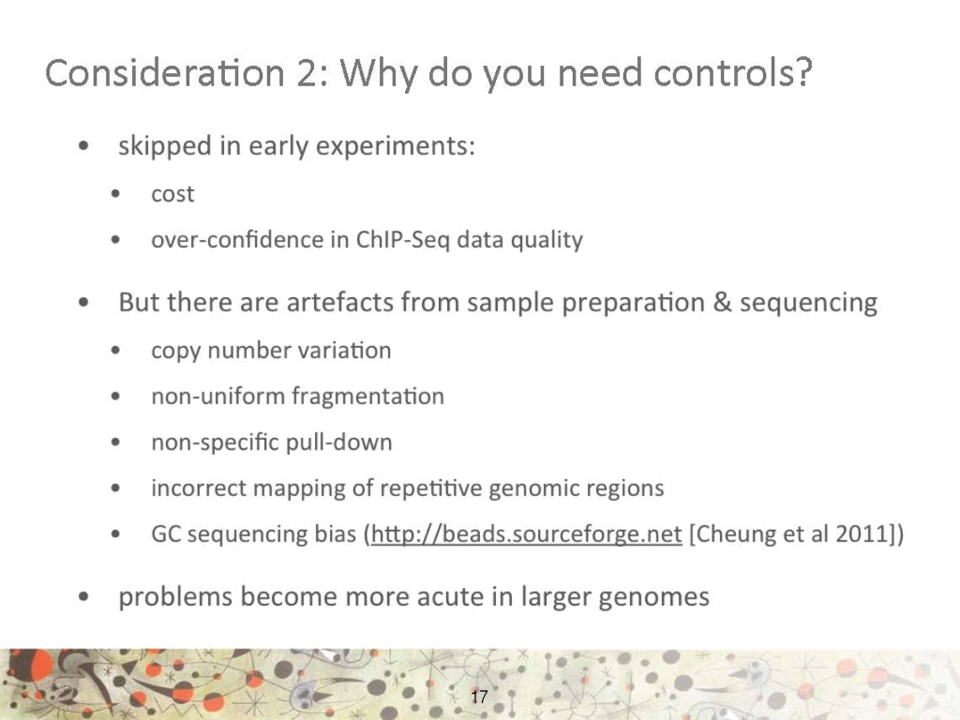 Consideration 2: Why do you need controls?
• skipped in early experiments:
• cost
• over-confidence in ChIP-Seq data quality
• But there are artefacts from sample preparation & sequencing
• copy number variation
• non-uniform fragmentation
• non-specific pull-down
• incorrect mapping of repetitive genomic regions
• GC sequencing bias (http://beads.sourceforge.net [Cheung et al 2011])
• problems become more acute in larger genomes
17